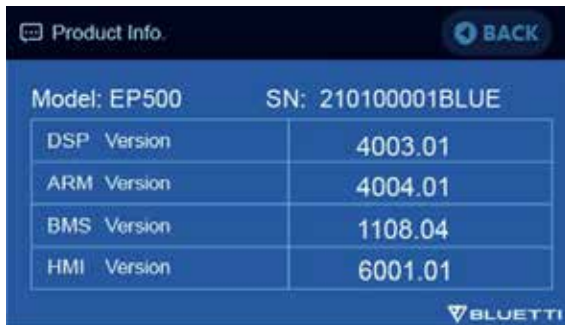 Product Info.
BACK
Model: EP500 SN: 210100001BLUE
DSP Version 4003.01
ARM Version 4004.01
BMS Version 1108.04
HMI Version 6001.01
BLUETTI